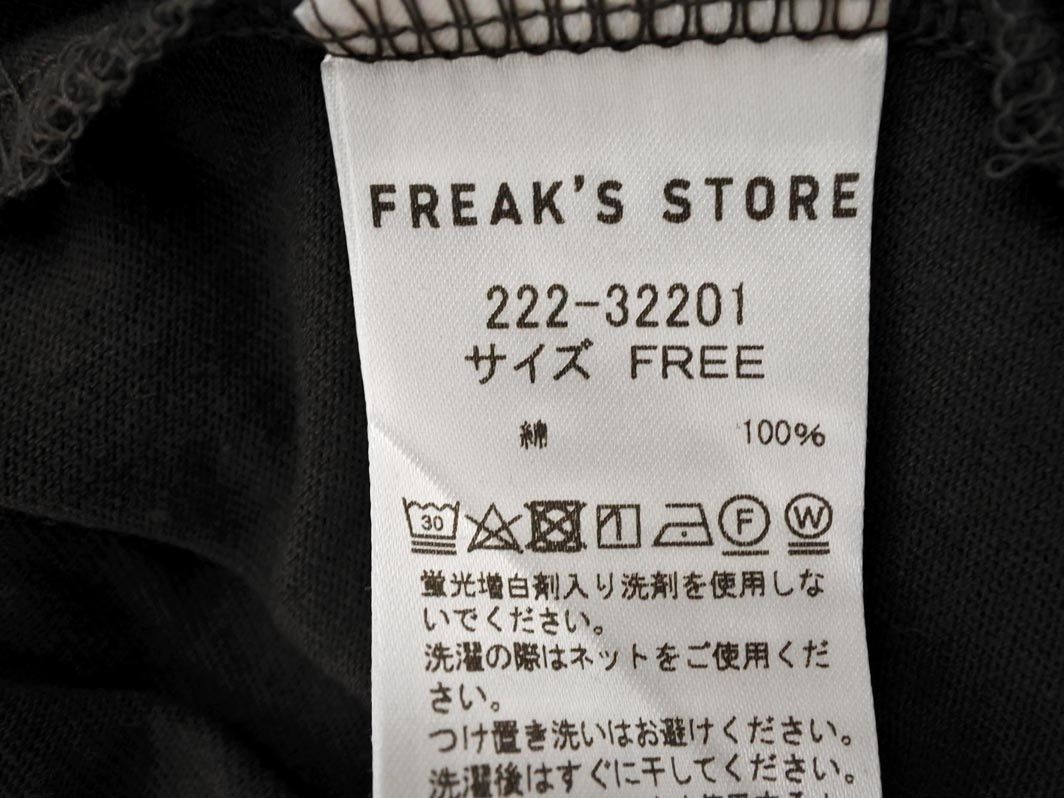 FREAK'S STORE
222-32201
サイズ FREE
綿 100%
30 F W
蛍光増白剤入り洗剤を使用しな
いでください。
洗濯の際はネットをご使用くだ
さい。
つけ置き洗いはお避けください。
洗濯後はすぐに干してください。